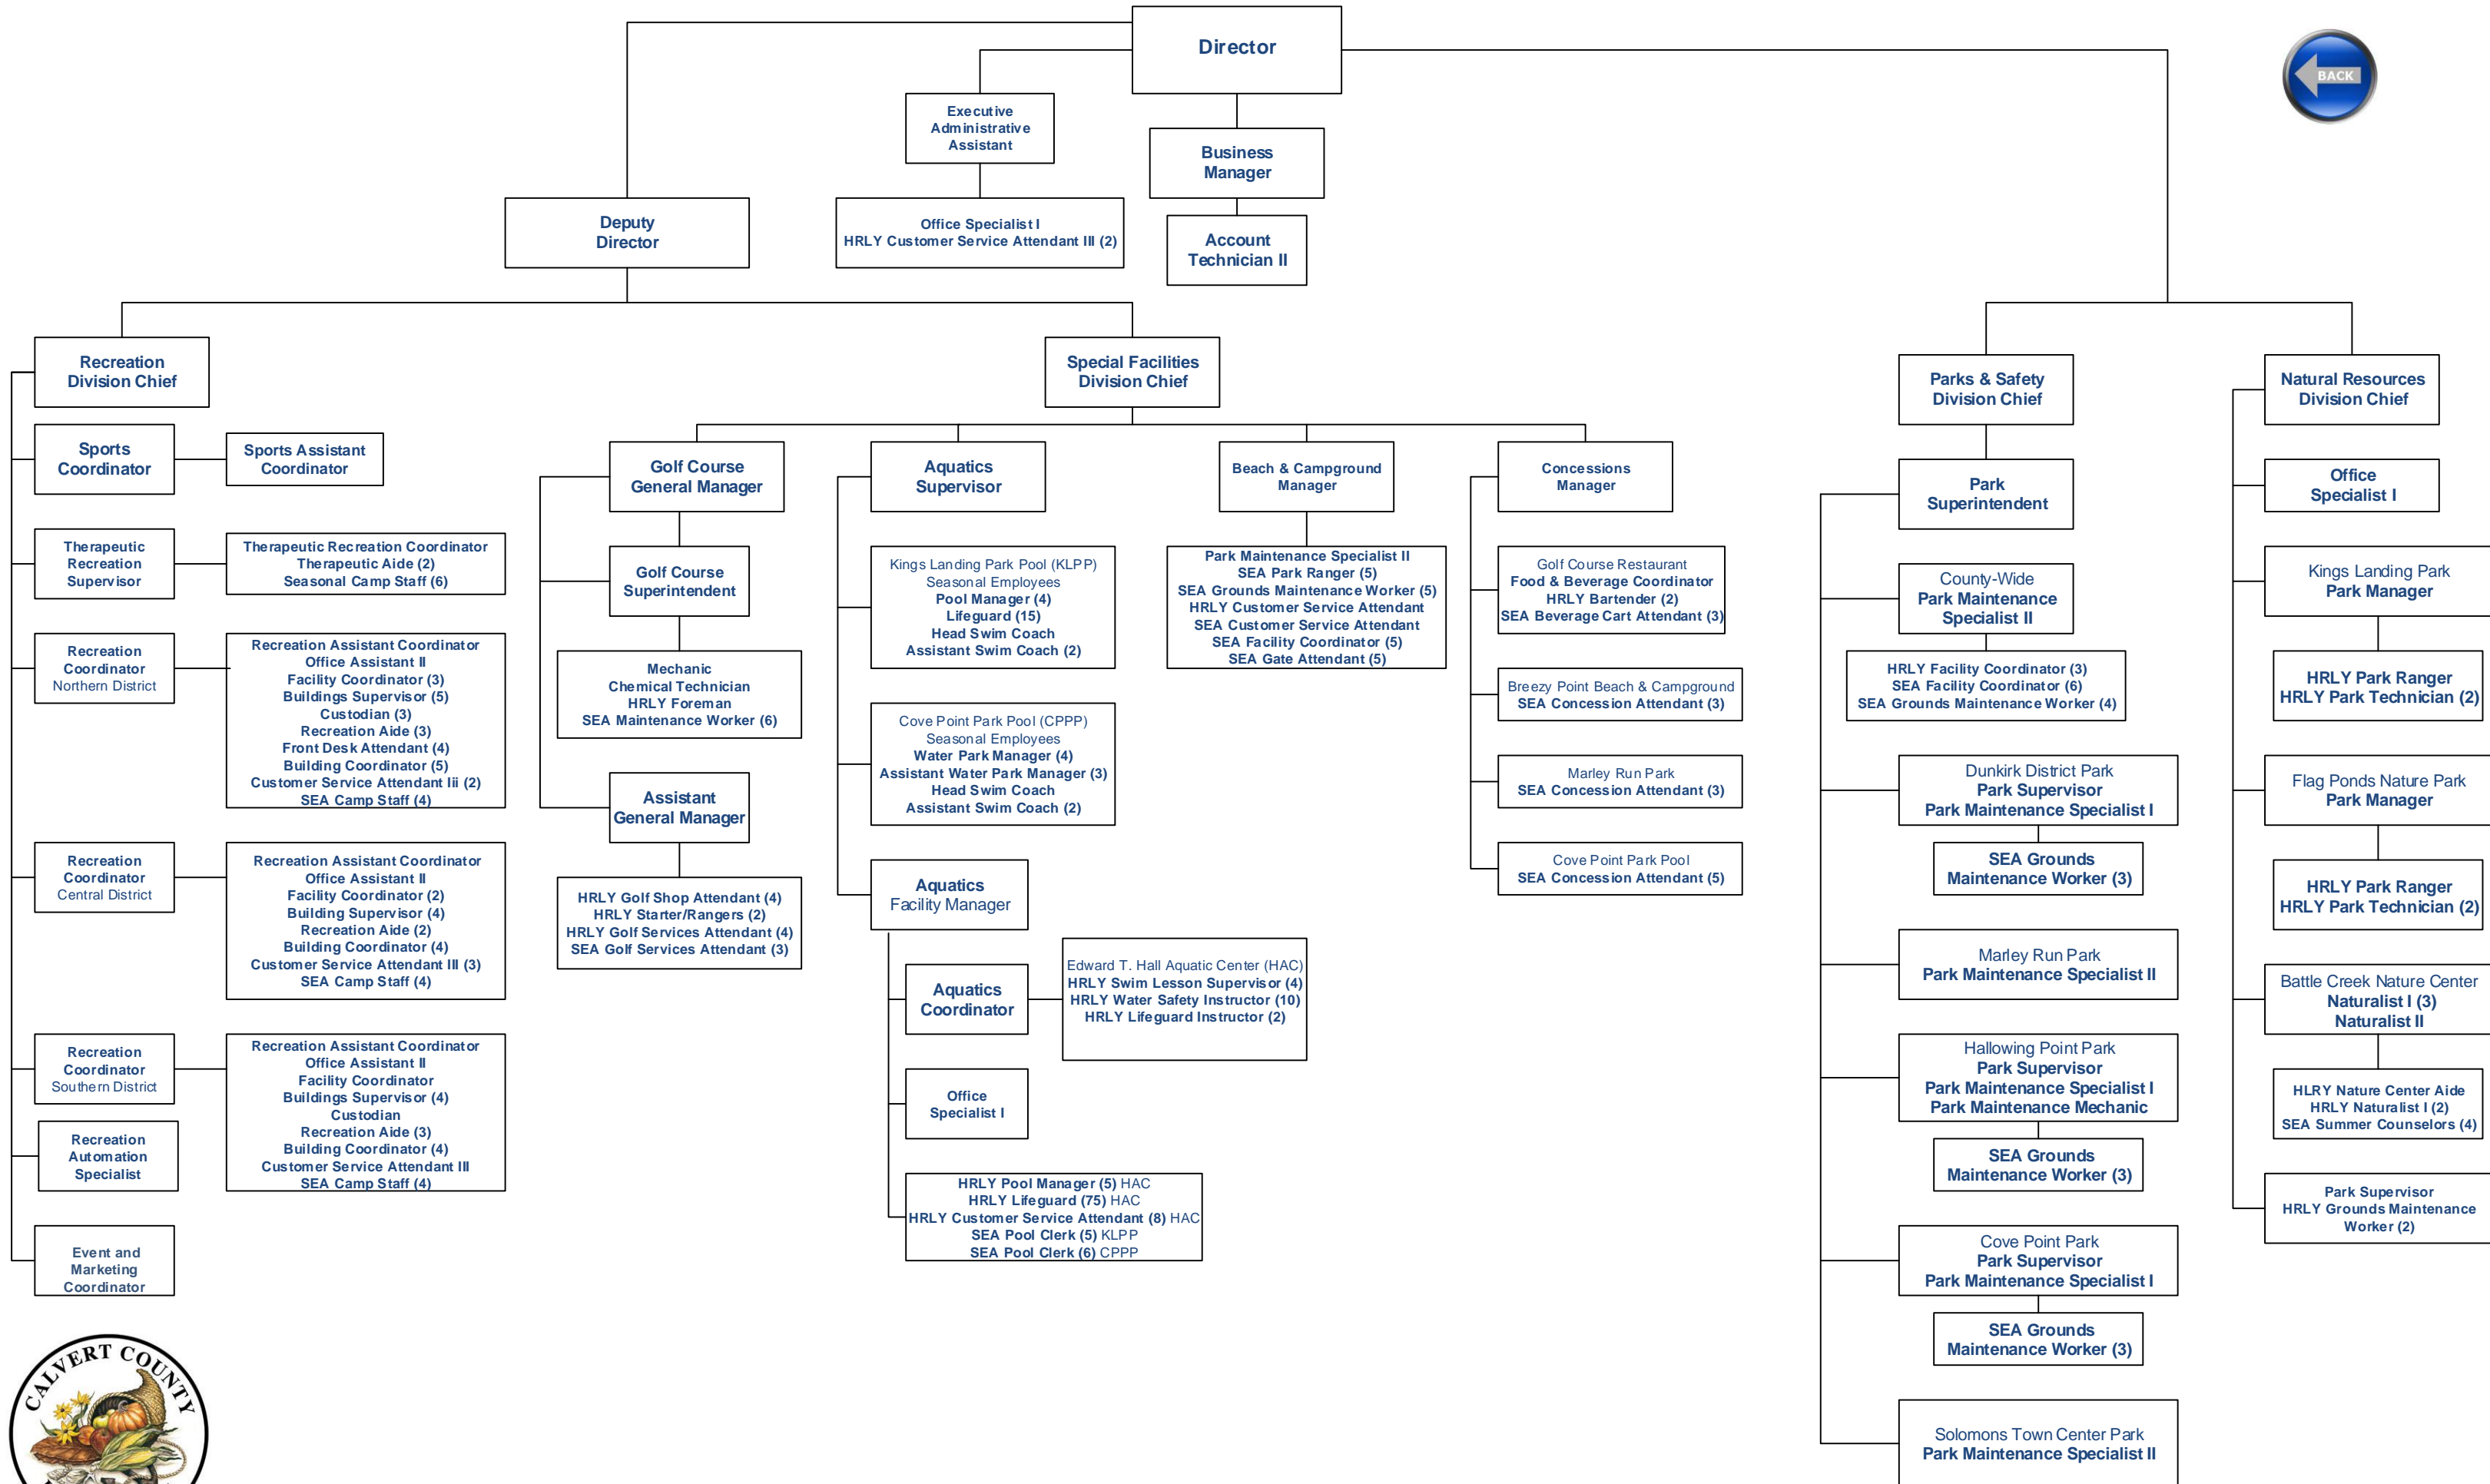 Director
BACK
Executive
Administrative
Assistant
Business
Manager
Deputy
Director
Office Specialist I
HRLY Customer Service Attendant III (2)
Account
Technician II
Recreation
Division Chief
Special Facilities
Division Chief
Parks & Safety
Division Chief
Natural Resources
Division Chief
Sports
Coordinator
Sports Assistant
Coordinator
Therapeutic
Recreation
Supervisor
Therapeutic Recreation Coordinator
Therapeutic Aide (2)
Seasonal Camp Staff (6)
Recreation
Coordinator
Northern District
Recreation Assistant Coordinator
Office Assistant II
Facility Coordinator (3)
Buildings Supervisor (5)
Custodian (3)
Recreation Aide (3)
Front Desk Attendant (4)
Building Coordinator (5)
Customer Service Attendant Iii (2)
SEA Camp Staff (4)
Recreation
Coordinator
Central District
Recreation Assistant Coordinator
Office Assistant II
Facility Coordinator (2)
Building Supervisor (4)
Recreation Aide (2)
Building Coordinator (4)
Customer Service Attendant III (3)
SEA Camp Staff (4)
Recreation
Coordinator
Southern District
Recreation Assistant Coordinator
Office Assistant II
Facility Coordinator
Buildings Supervisor (4)
Custodian
Recreation Aide (3)
Building Coordinator (4)
Customer Service Attendant III
SEA Camp Staff (4)
Recreation
Automation
Specialist
Event and
Marketing
Coordinator
Golf Course
General Manager
Golf Course
Superintendent
Mechanic
Chemical Technician
HRLY Foreman
SEA Maintenance Worker (6)
Assistant
General Manager
HRLY Golf Shop Attendant (4)
HRLY Starter/Rangers (2)
HRLY Golf Services Attendant (4)
SEA Golf Services Attendant (3)
Aquatics
Supervisor
Kings Landing Park Pool (KLPP)
Seasonal Employees
Pool Manager (4)
Lifeguard (15)
Head Swim Coach
Assistant Swim Coach (2)
Cove Point Park Pool (CPPP)
Seasonal Employees
Water Park Manager (4)
Assistant Water Park Manager (3)
Head Swim Coach
Assistant Swim Coach (2)
Aquatics
Facility Manager
Aquatics
Coordinator
Edward T. Hall Aquatic Center (HAC)
HRLY Swim Lesson Supervisor (4)
HRLY Water Safety Instructor (10)
HRLY Lifeguard Instructor (2)
Office
Specialist I
HRLY Pool Manager (5) HAC
HRLY Lifeguard (75) HAC
HRLY Customer Service Attendant (8) HAC
SEA Pool Clerk (5) KLPP
SEA Pool Clerk (6) CPPP
Beach & Campground
Manager
Park Maintenance Specialist II
SEA Park Ranger (5)
SEA Grounds Maintenance Worker (5)
HRLY Customer Service Attendant
SEA Customer Service Attendant
SEA Facility Coordinator (5)
SEA Gate Attendant (5)
Concessions
Manager
Golf Course Restaurant
Food & Beverage Coordinator
HRLY Bartender (2)
SEA Beverage Cart Attendant (3)
Breezy Point Beach & Campground
SEA Concession Attendant (3)
Marley Run Park
SEA Concession Attendant (3)
Cove Point Park Pool
SEA Concession Attendant (5)
Park
Superintendent
County-Wide
Park Maintenance
Specialist II
HRLY Facility Coordinator (3)
SEA Facility Coordinator (6)
SEA Grounds Maintenance Worker (4)
Dunkirk District Park
Park Supervisor
Park Maintenance Specialist I
SEA Grounds
Maintenance Worker (3)
Marley Run Park
Park Maintenance Specialist II
Hallowing Point Park
Park Supervisor
Park Maintenance Specialist I
Park Maintenance Mechanic
SEA Grounds
Maintenance Worker (3)
Cove Point Park
Park Supervisor
Park Maintenance Specialist I
SEA Grounds
Maintenance Worker (3)
Solomons Town Center Park
Park Maintenance Specialist II
Office
Specialist I
Kings Landing Park
Park Manager
HRLY Park Ranger
HRLY Park Technician (2)
Flag Ponds Nature Park
Park Manager
HRLY Park Ranger
HRLY Park Technician (2)
Battle Creek Nature Center
Naturalist I (3)
Naturalist II
HLRY Nature Center Aide
HRLY Naturalist I (2)
SEA Summer Counselors (4)
Park Supervisor
HRLY Grounds Maintenance
Worker (2)
CALVERT COUNTY